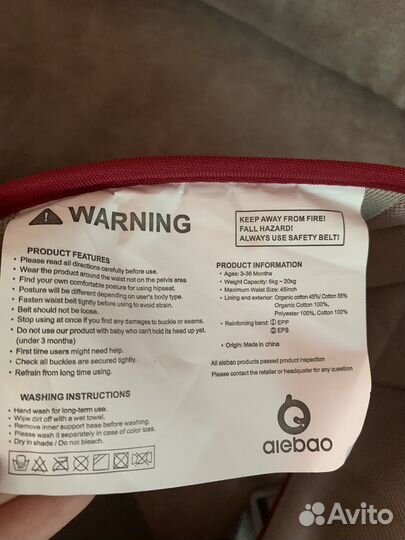 WARNING
KEEP AWAY FROM FIRE!
FALL HAZARD!
ALWAYS USE SAFETY BELT!
PRODUCT FEATURES
• Please read all directions carefully before use.
• Wear the product around the waist not on the pelvia area.
• Find your own comfortable posture for using hipseat.
• Posture will be different depending on user's body type.
• Fasten waist belt tightly before using to avoid strain.
• Belt should not be loose.
• Stop using at once if you find any damages to buckle or seams.
• Do not use our product with baby who can't hold its head up yet.
(under 3 months)
• First time users might need help.
• Check all buckles are secured tightly.
• Refrain from long time using.
WASHING INSTRUCTIONS
• Hand wash for long-term use.
• Wipe dirt off with a wet towel.
• Remove inner support base before washing.
• Please wash it separately in case of color loss.
• Dry in shade / Do not bleach.
PRODUCT INFORMATION
• Ages: 3-36 Months
• Weight Capacity: 6kg ~ 20kg
• Maximum Waist Size: 45inch
• Lining and exterior: Organic cotton 45%/ Cotton 55%
Organic Cotton 100%,
Polyester 100%, Cotton 100%
• Reinforcing band: ① EPP
② EPS
• Origin: Made in china
All aiebao products passed product inspection
Please contact the retailer or headquster for any question
aiebao
Avito